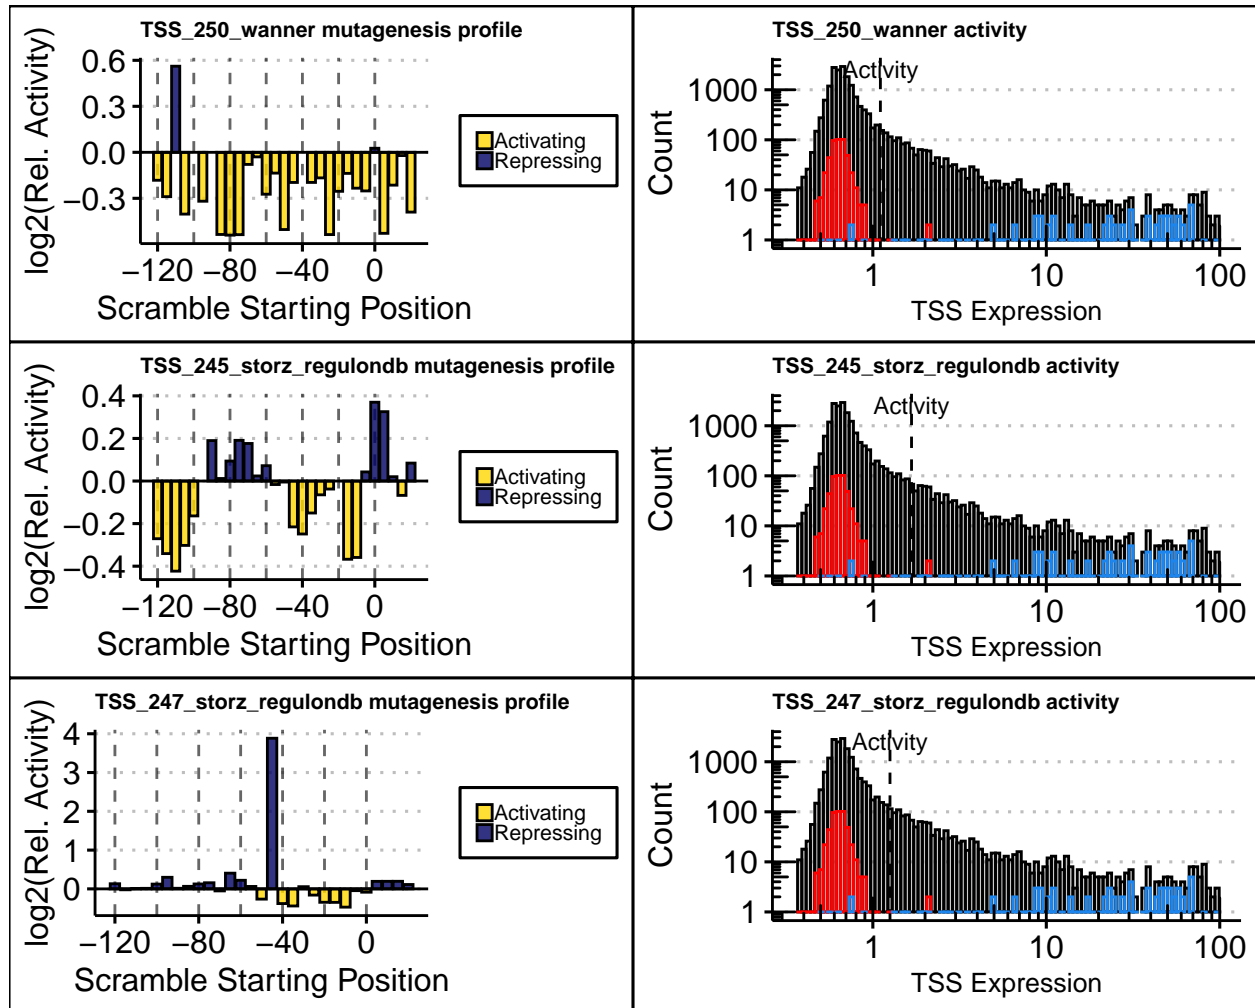 TSS_250_wanner mutagenesis profile
log2(Rel. Activity)
0.6
0.3
0.0
−0.3
−120 −80 −40 0
Scramble Starting Position
Activating
Repressing
TSS_250_wanner activity
Activity
Count
1000
100
10
1
1 10 100
TSS Expression
TSS_245_storz_regulondb mutagenesis profile
log2(Rel. Activity)
0.4
0.2
0.0
−0.2
−0.4
−120 −80 −40 0
Scramble Starting Position
Activating
Repressing
TSS_245_storz_regulondb activity
Activity
Count
1000
100
10
1
1 10 100
TSS Expression
TSS_247_storz_regulondb mutagenesis profile
log2(Rel. Activity)
4
3
2
1
0
−120 −80 −40 0
Scramble Starting Position
Activating
Repressing
TSS_247_storz_regulondb activity
Activity
Count
1000
100
10
1
1 10 100
TSS Expression